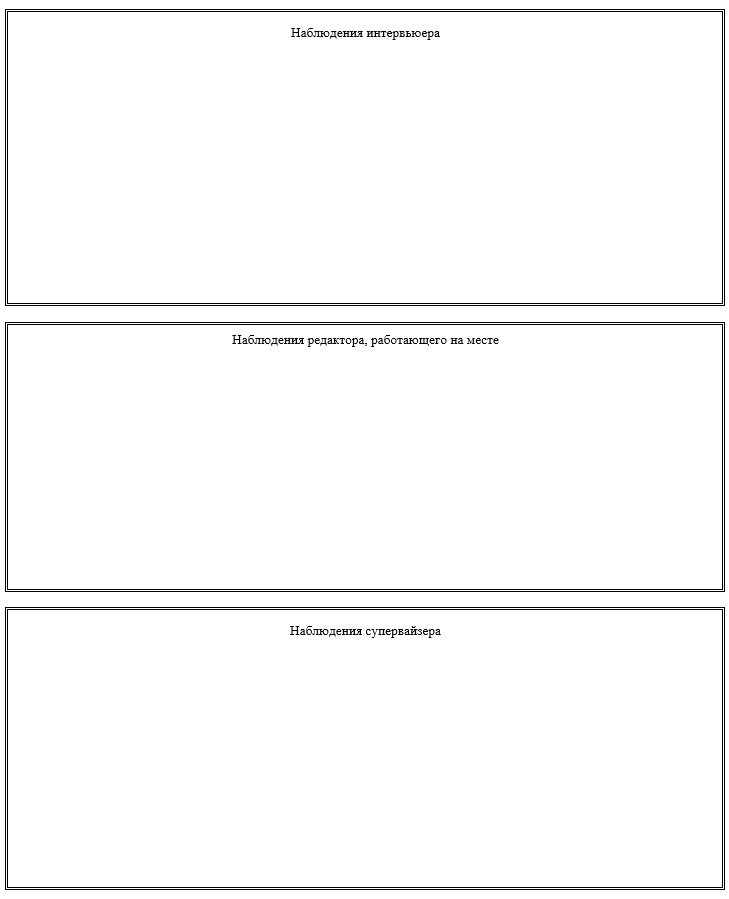 Наблюдения интервьюера
Наблюдения редактора, работающего на месте
Наблюдения супервайзера